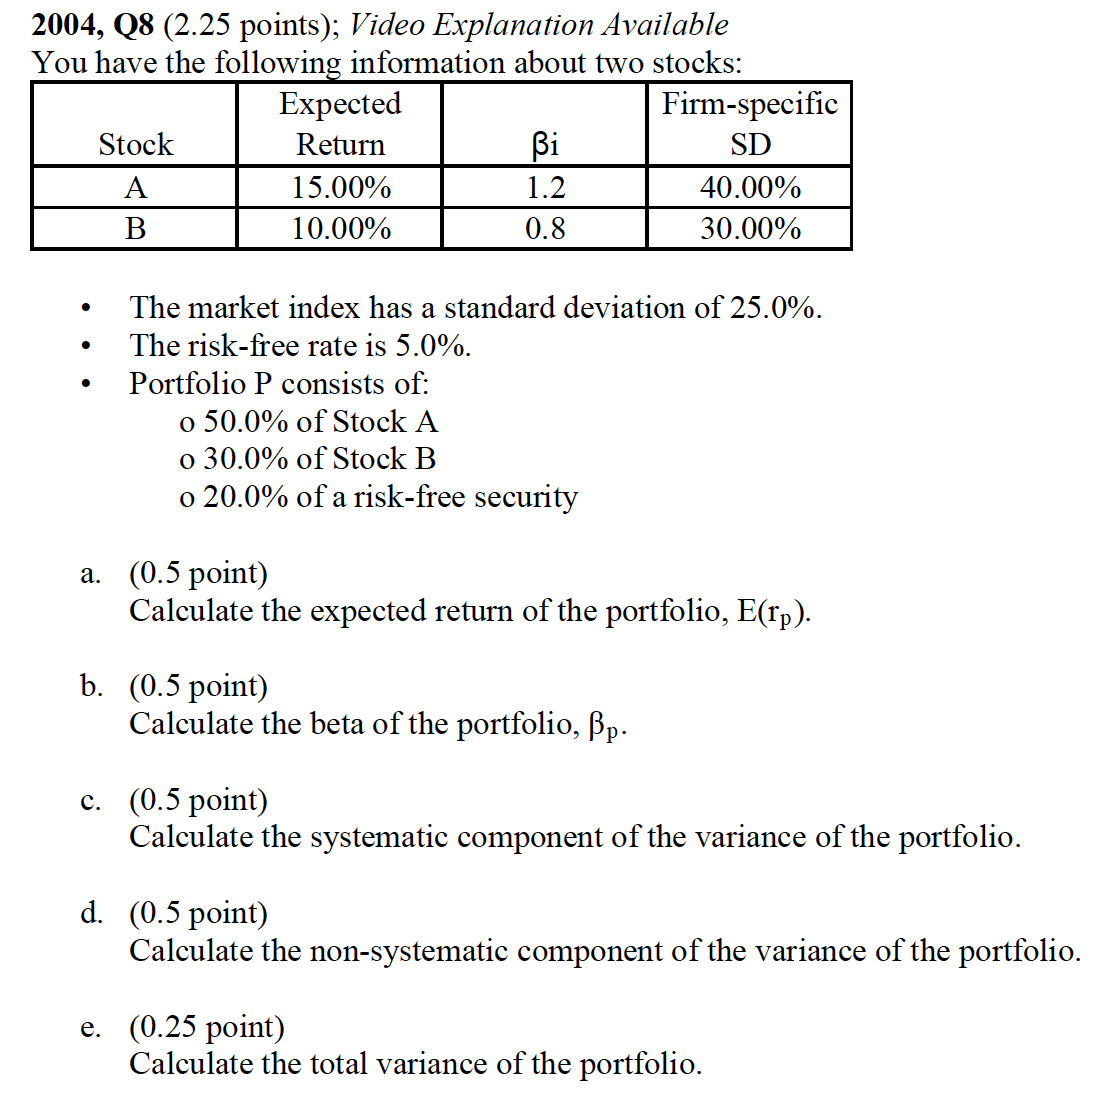 2004, Q8 (2.25 points); Video Explanation Available
You have the following information about two stocks:
Stock Expected Return βi Firm-specific SD
A 15.00% 1.2 40.00%
B 10.00% 0.8 30.00%
• The market index has a standard deviation of 25.0%.
• The risk-free rate is 5.0%.
• Portfolio P consists of:
o 50.0% of Stock A
o 30.0% of Stock B
o 20.0% of a risk-free security
a. (0.5 point)
Calculate the expected return of the portfolio, E(rₚ).
b. (0.5 point)
Calculate the beta of the portfolio, βₚ.
c. (0.5 point)
Calculate the systematic component of the variance of the portfolio.
d. (0.5 point)
Calculate the non-systematic component of the variance of the portfolio.
e. (0.25 point)
Calculate the total variance of the portfolio.